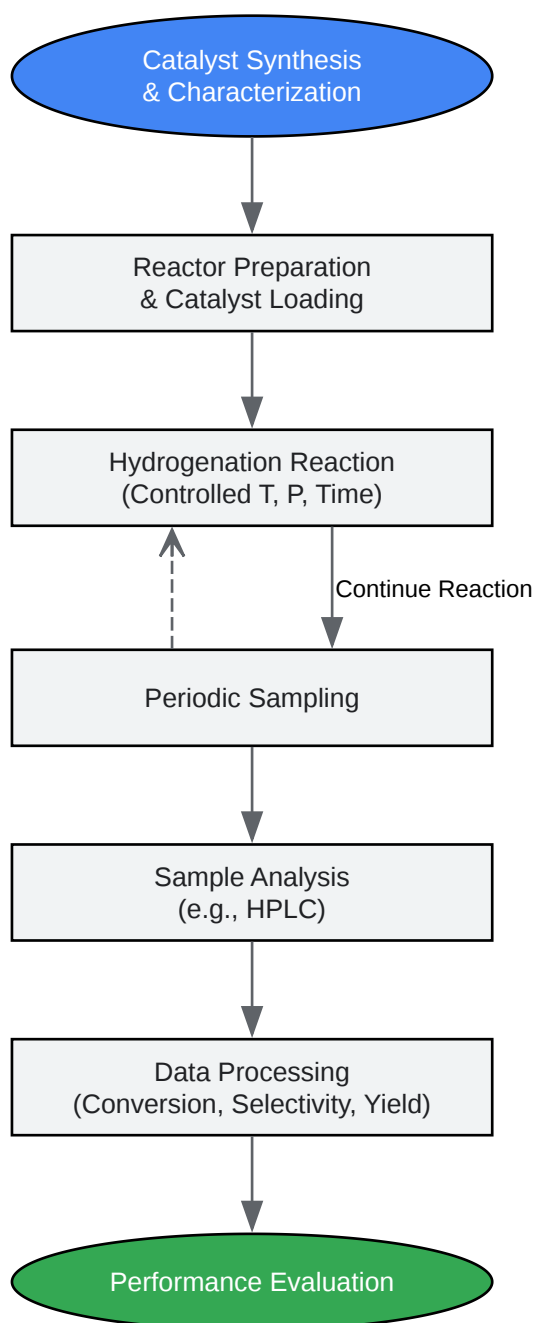 Catalyst Synthesis
& Characterization
Reactor Preparation
& Catalyst Loading
Hydrogenation Reaction
(Controlled T, P, Time)
Continue Reaction
Periodic Sampling
Sample Analysis
(e.g., HPLC)
Data Processing
(Conversion, Selectivity, Yield)
Performance Evaluation